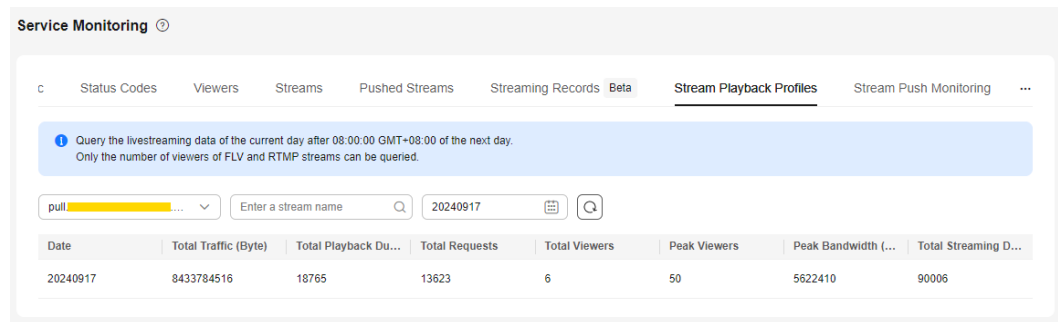 Service Monitoring
c Status Codes Viewers Streams Pushed Streams Streaming Records Beta Stream Playback Profiles Stream Push Monitoring ...
Query the livestreaming data of the current day after 08:00:00 GMT+08:00 of the next day.
Only the number of viewers of FLV and RTMP streams can be queried.
pull. ... Enter a stream name 20240917
Date Total Traffic (Byte) Total Playback Du... Total Requests Total Viewers Peak Viewers Peak Bandwidth (... Total Streaming D...
20240917 8433784516 18765 13623 6 50 5622410 90006